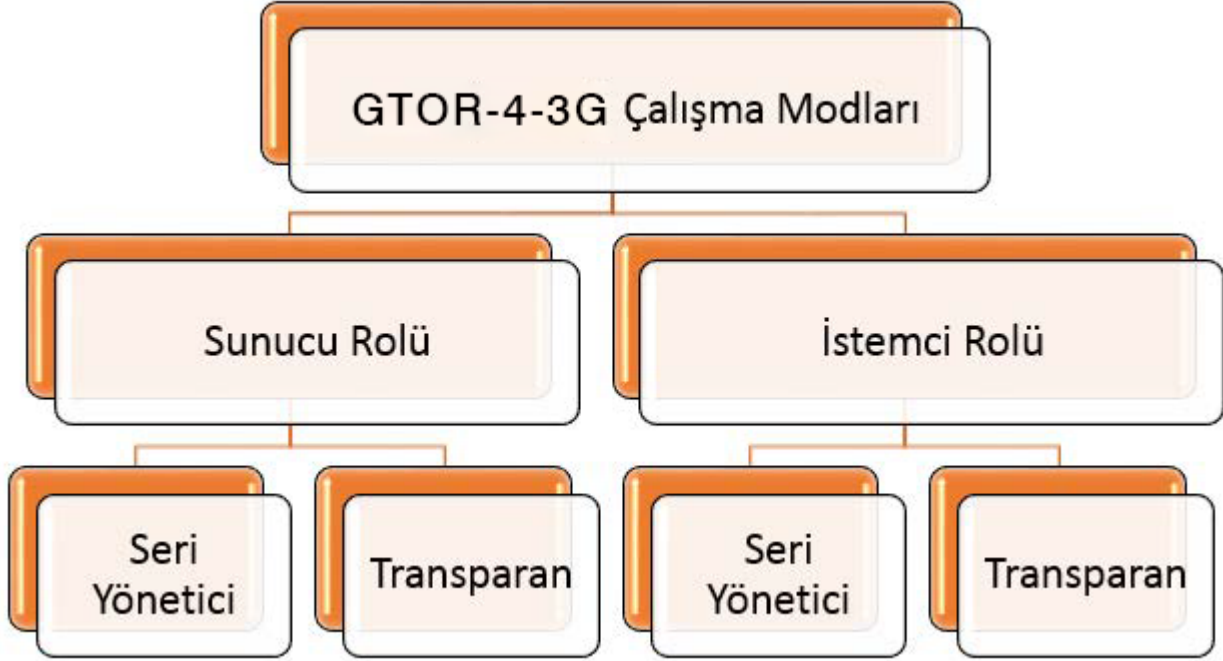 GTOR-4-3G Çalışma Modları
Sunucu Rolü
İstemci Rolü
Seri
Yönetici
Transparan
Seri
Yönetici
Transparan